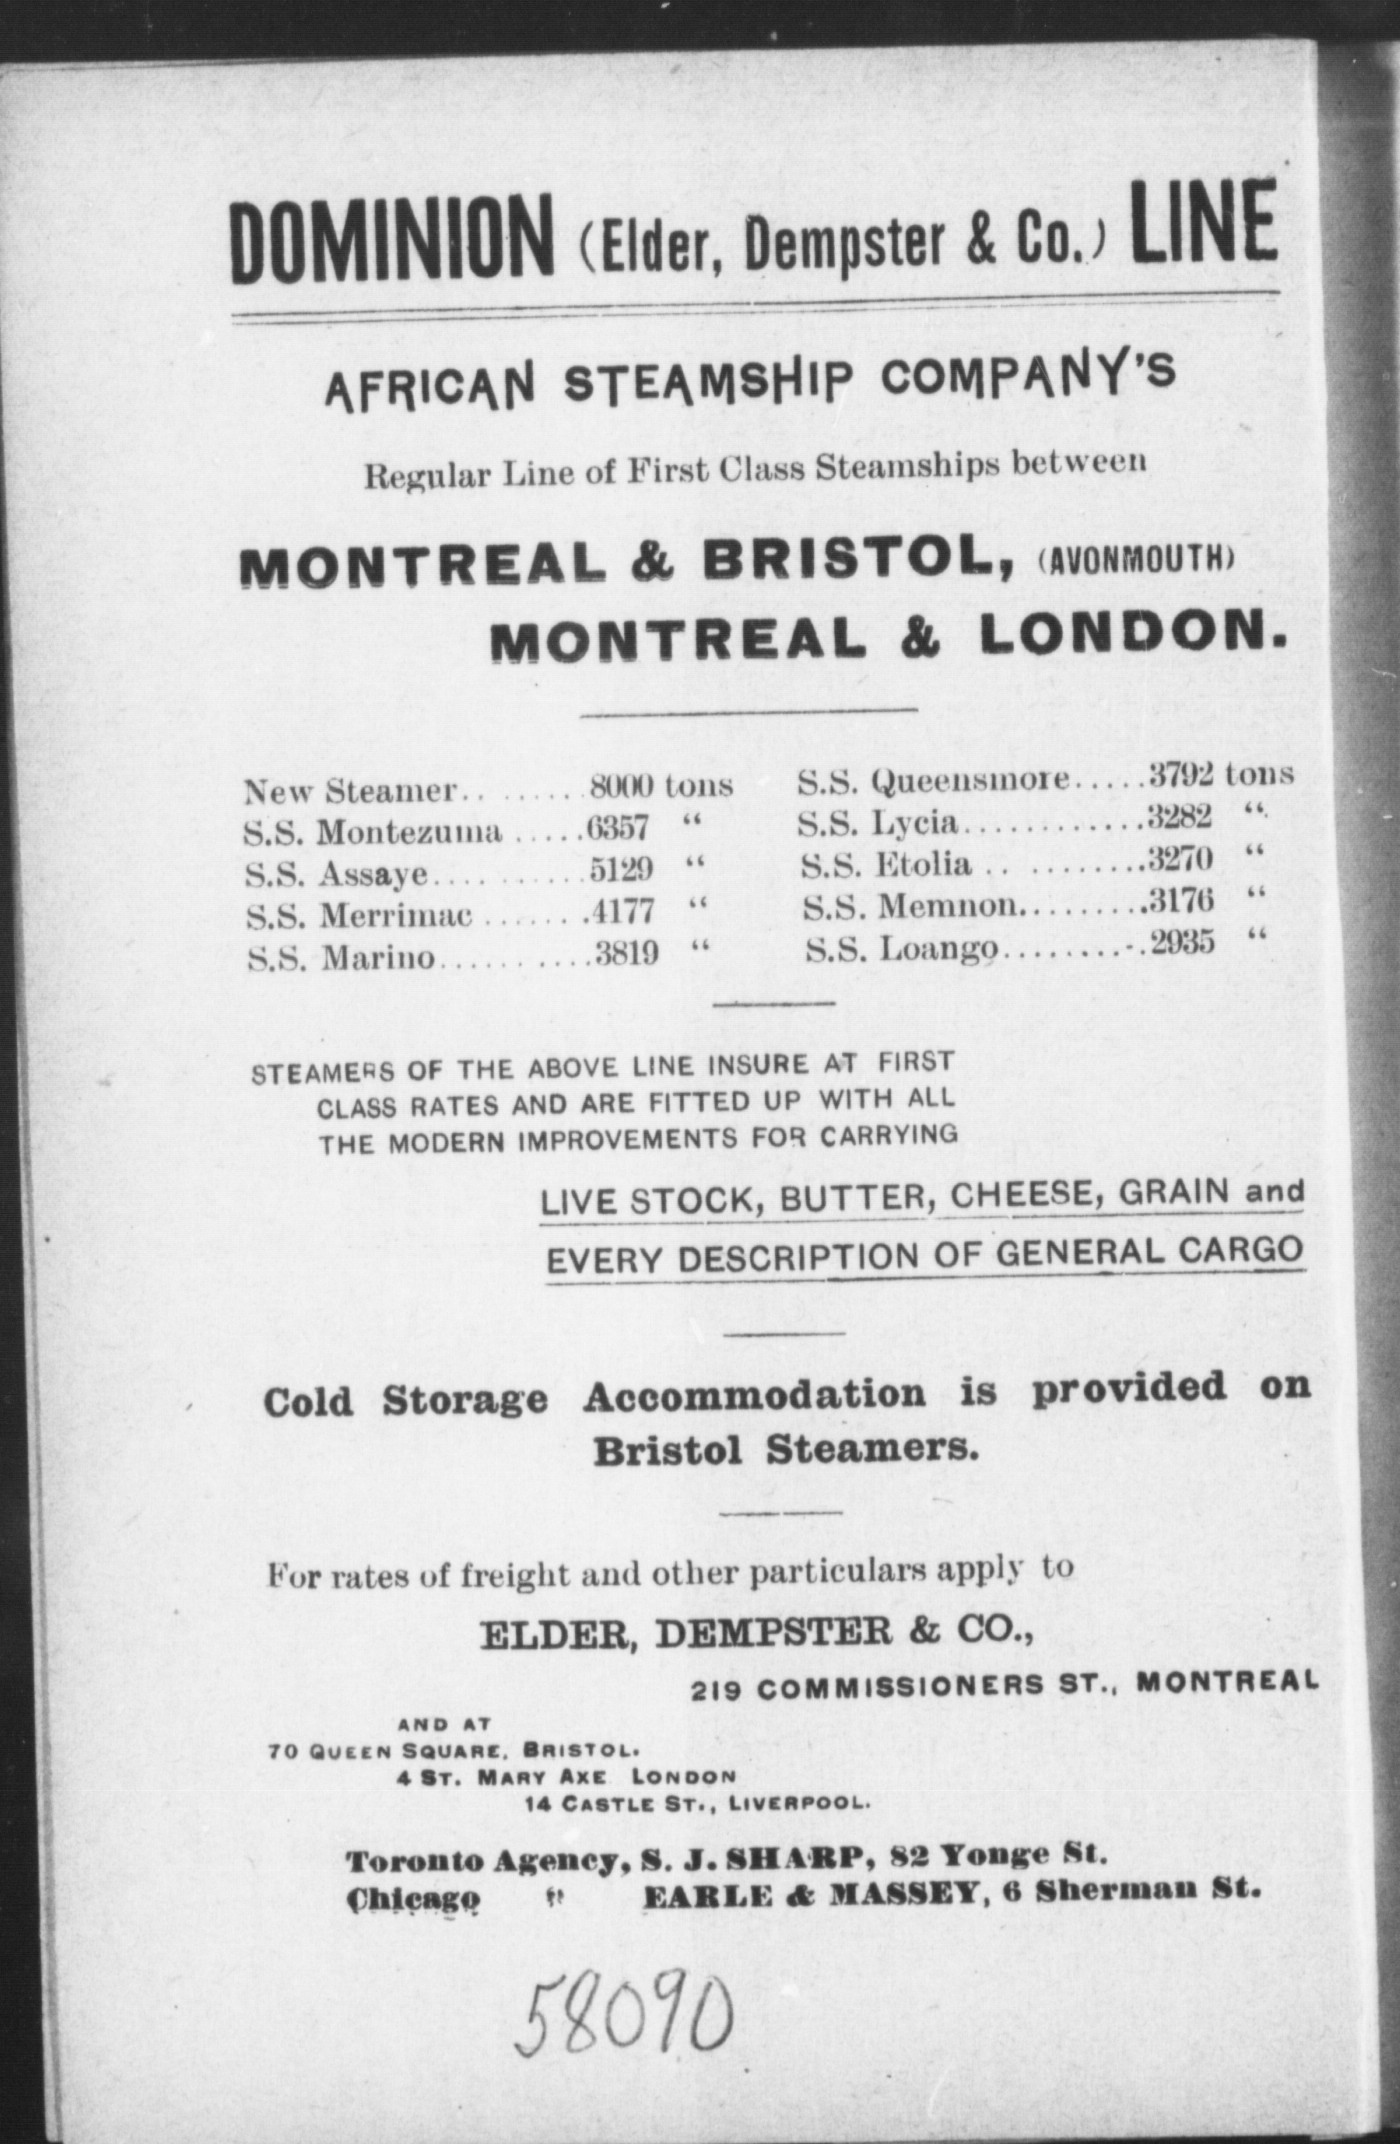 DOMINION (Elder, Dempster & Co.) LINE
AFRICAN STEAMSHIP COMPANY'S
Regular Line of First Class Steamships between
MONTREAL & BRISTOL, (AVONMOUTH)
MONTREAL & LONDON.
New Steamer.. ........8000 tons
S.S. Montezuma .....6357 "
S.S. Assaye...........5129 "
S.S. Merrimac .......4177 "
S.S. Marino...........3819 "
S.S. Queensmore.....3792 tons
S.S. Lycia............3282 "
S.S. Etolia .. .........3270 "
S.S. Memnon.........3176 "
S.S. Loango........-.2935 "
STEAMERS OF THE ABOVE LINE INSURE AT FIRST
CLASS RATES AND ARE FITTED UP WITH ALL
THE MODERN IMPROVEMENTS FOR CARRYING
LIVE STOCK, BUTTER, CHEESE, GRAIN and
EVERY DESCRIPTION OF GENERAL CARGO
Cold Storage Accommodation is provided on
Bristol Steamers.
For rates of freight and other particulars apply to
ELDER, DEMPSTER & CO.,
219 COMMISSIONERS ST., MONTREAL
AND AT
70 QUEEN SQUARE, BRISTOL.
4 ST. MARY AXE LONDON
14 CASTLE ST., LIVERPOOL.
Toronto Agency, S. J. SHARP, 82 Yonge St.
Chicago " EARLE & MASSEY, 6 Sherman St.
58090